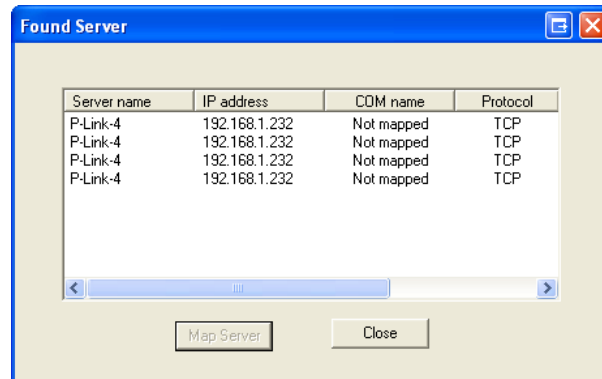 Found Server
Server name IP address COM name Protocol
P-Link-4 192.168.1.232 Not mapped TCP
P-Link-4 192.168.1.232 Not mapped TCP
P-Link-4 192.168.1.232 Not mapped TCP
P-Link-4 192.168.1.232 Not mapped TCP
Map Server Close